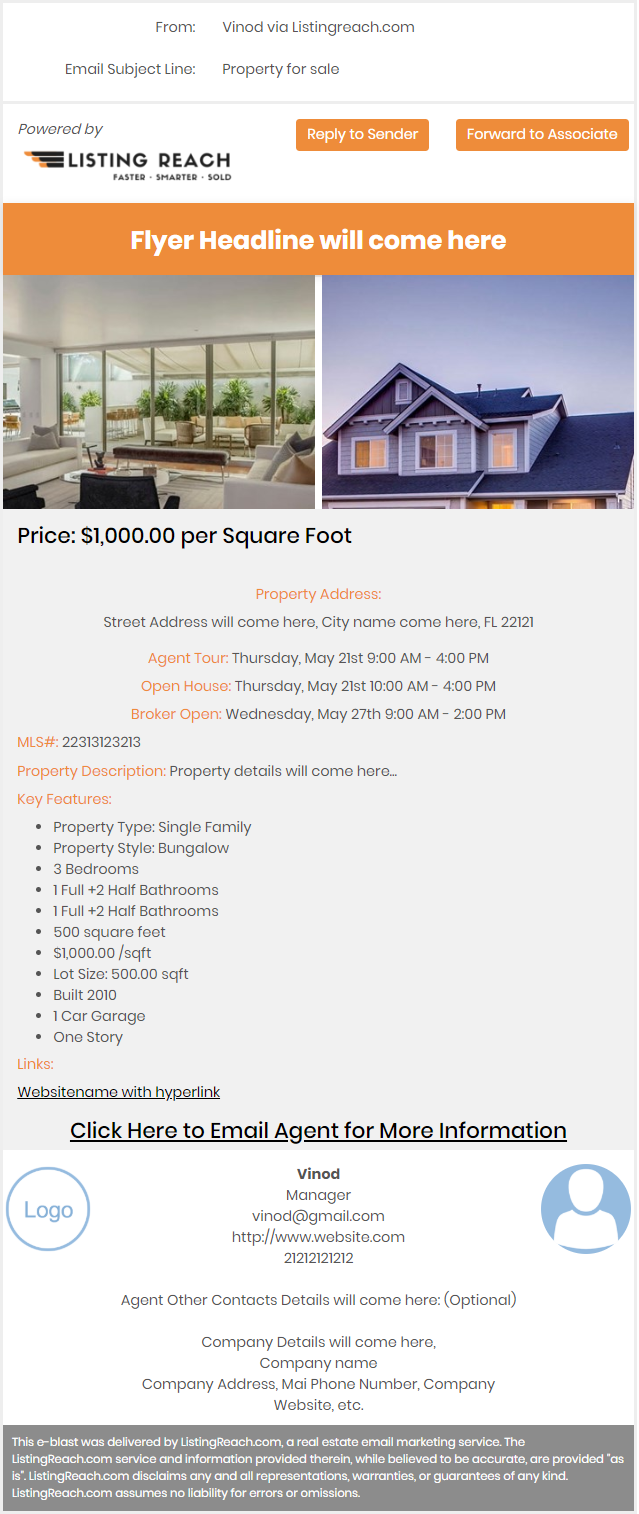 From: Vinod via Listingreach.com
Email Subject Line: Property for sale
Powered by
LISTING REACH
FASTER · SMARTER · SOLD
Reply to Sender
Forward to Associate
Flyer Headline will come here
Price: $1,000.00 per Square Foot
Property Address:
Street Address will come here, City name come here, FL 22121
Agent Tour: Thursday, May 21st 9:00 AM - 4:00 PM
Open House: Thursday, May 21st 10:00 AM - 4:00 PM
Broker Open: Wednesday, May 27th 9:00 AM - 2:00 PM
MLS#: 22313123213
Property Description: Property details will come here...
Key Features:
• Property Type: Single Family
• Property Style: Bungalow
• 3 Bedrooms
• 1 Full +2 Half Bathrooms
• 1 Full +2 Half Bathrooms
• 500 square feet
• $1,000.00 /sqft
• Lot Size: 500.00 sqft
• Built 2010
• 1 Car Garage
• One Story
Links:
Websitename with hyperlink
Click Here to Email Agent for More Information
Logo
Vinod
Manager
vinod@gmail.com
http://www.website.com
21212121212
Agent Other Contacts Details will come here: (Optional)
Company Details will come here,
Company name
Company Address, Mai Phone Number, Company
Website, etc.
This e-blast was delivered by ListingReach.com, a real estate email marketing service. The
ListingReach.com service and information provided therein, while believed to be accurate, are provided "as
is". ListingReach.com disclaims any and all representations, warranties, or guarantees of any kind.
ListingReach.com assumes no liability for errors or omissions.